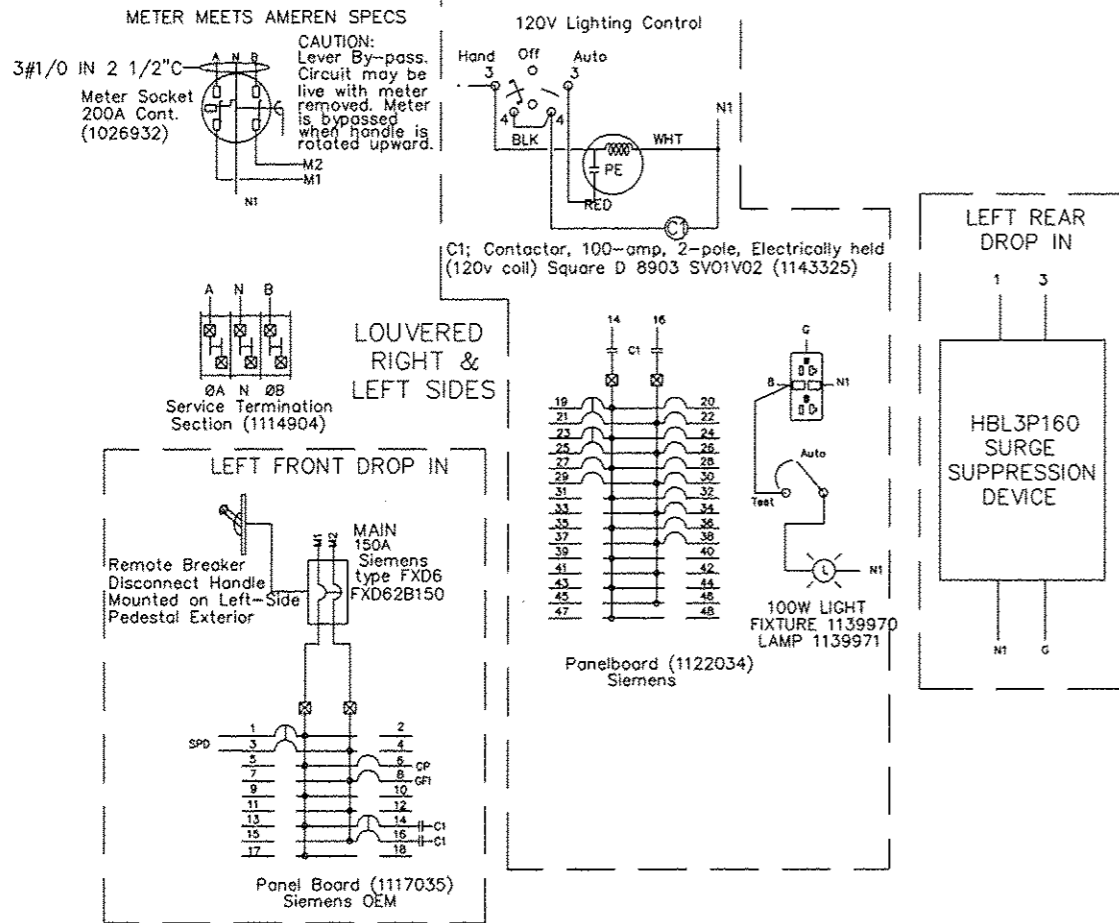 METER MEETS AMEREN SPECS
A N B
3#1/0 IN 2 1/2"C
Meter Socket
200A Cont.
(1026932)
CAUTION:
Lever By-pass.
Circuit may be
live with meter
removed. Meter
is bypassed
when handle is
rotated upward.
M2
M1
N1
120V Lighting Control
Hand Off Auto
3 3
4 4
BLK WHT N1
PE
RED
C1
C1; Contactor, 100-amp, 2-pole, Electrically held
(120v coil) Square D 8903 SVO1V02 (1143325)
A N B
ØA N ØB
Service Termination
Section (1114904)
LOUVERED
RIGHT &
LEFT SIDES
14 16
C1
19 20
21 22
23 24
25 26
27 28
29 30
31 32
33 34
35 36
37 38
39 40
41 42
43 44
45 46
47 48
Panelboard (1122034)
Siemens
G
8 N1
Auto
Test
L N1
100W LIGHT
FIXTURE 1139970
LAMP 1139971
LEFT REAR
DROP IN
1 3
HBL3P160
SURGE
SUPPRESSION
DEVICE
N1 G
LEFT FRONT DROP IN
Remote Breaker
Disconnect Handle
Mounted on Left-Side
Pedestal Exterior
M1 M2
MAIN
150A
Siemens
type FXD6
FXD62B150
SPD
1 2
3 4
5 6 CP
7 8 GFI
9 10
11 12
13 14 C1
15 16 C1
17 18
Panel Board (1117035)
Siemens OEM